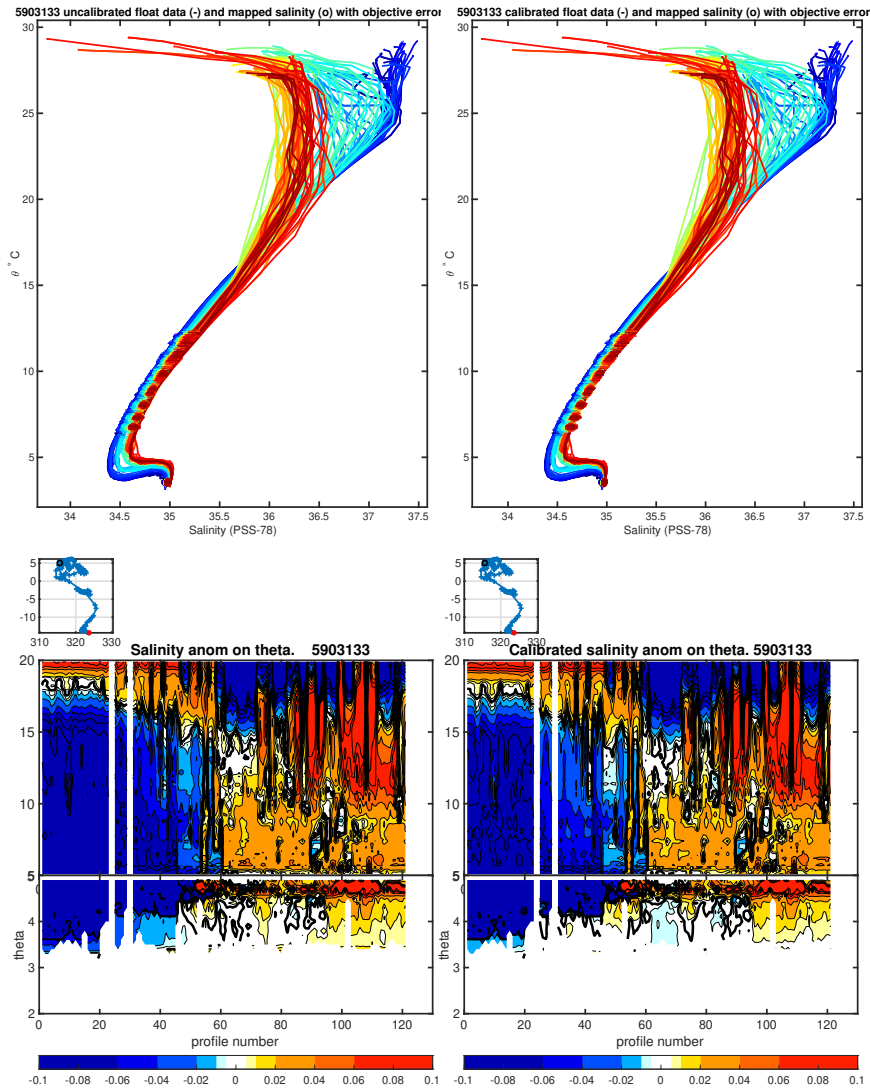 5903133 uncalibrated float data (-) and mapped salinity (o) with objective error
5903133 calibrated float data (-) and mapped salinity (o) with objective error
30
25
20
15
10
5
θ ° C
34 34.5 35 35.5 36 36.5 37 37.5
Salinity (PSS-78)
30
25
20
15
10
5
θ ° C
34 34.5 35 35.5 36 36.5 37 37.5
Salinity (PSS-78)
5
0
-5
-10
310 320 330
5
0
-5
-10
310 320 330
Salinity anom on theta. 5903133
20
15
10
5
5
4
3
2
theta
0 20 40 60 80 100 120
profile number
-0.1 -0.08 -0.06 -0.04 -0.02 0 0.02 0.04 0.06 0.1
Calibrated salinity anom on theta. 5903133
20
15
10
5
4
3
2
theta
0 20 40 60 80 100 120
profile number
-0.1 -0.08 -0.06 -0.04 -0.02 0 0.02 0.04 0.06 0.1